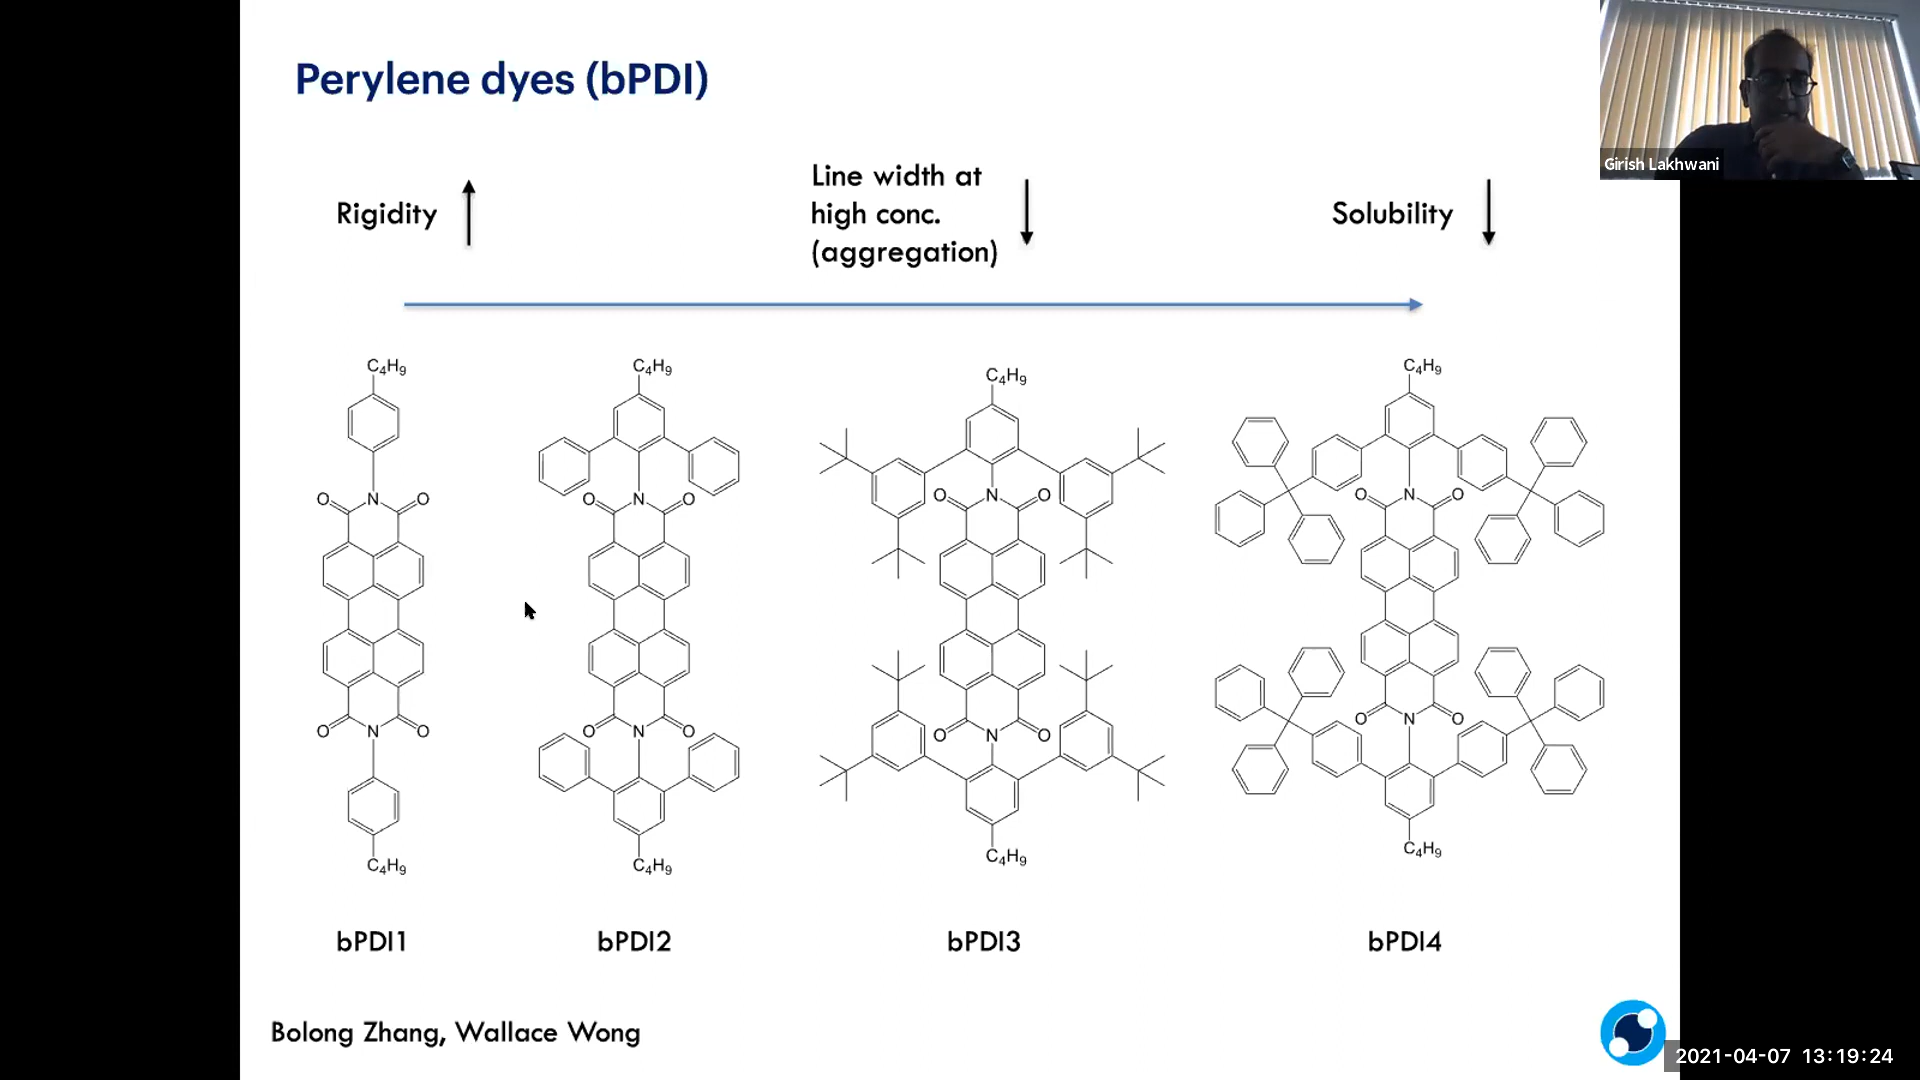 Perylene dyes (bPDI)
Girish Lakhwani
Rigidity
Line width at
high conc.
(aggregation)
Solubility
C4H9
C4H9
C4H9
C4H9
O N O
O N O
O N O
O N O
O N O
O N O
O N O
O N O
C4H9
C4H9
C4H9
C4H9
bPDI1
bPDI2
bPDI3
bPDI4
Bolong Zhang, Wallace Wong
2021-04-07 13:19:24